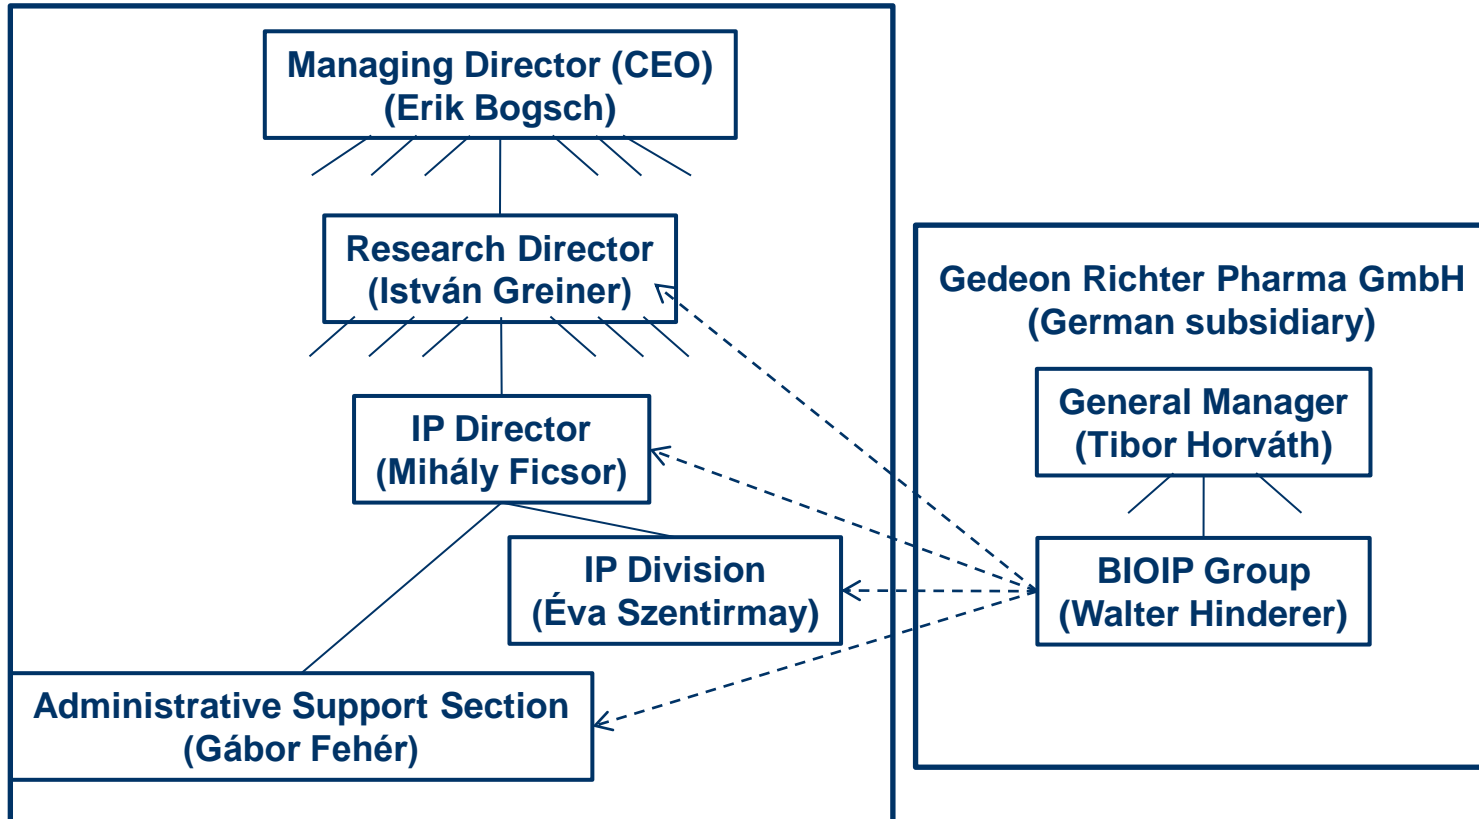 Managing Director (CEO)
(Erik Bogsch)
Research Director
(István Greiner)
IP Director
(Mihály Ficsor)
IP Division
(Éva Szentirmay)
Administrative Support Section
(Gábor Fehér)
Gedeon Richter Pharma GmbH
(German subsidiary)
General Manager
(Tibor Horváth)
BIOIP Group
(Walter Hinderer)